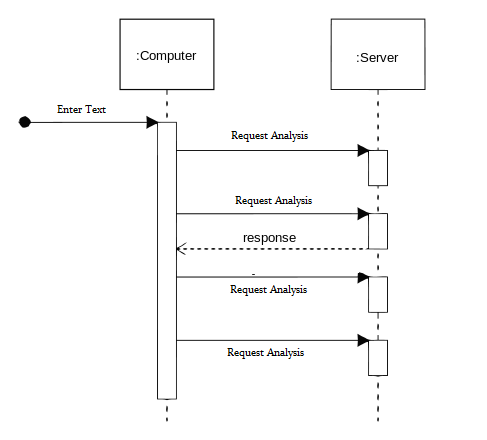 :Computer
:Server
Enter Text
Request Analysis
Request Analysis
response
Request Analysis
Request Analysis